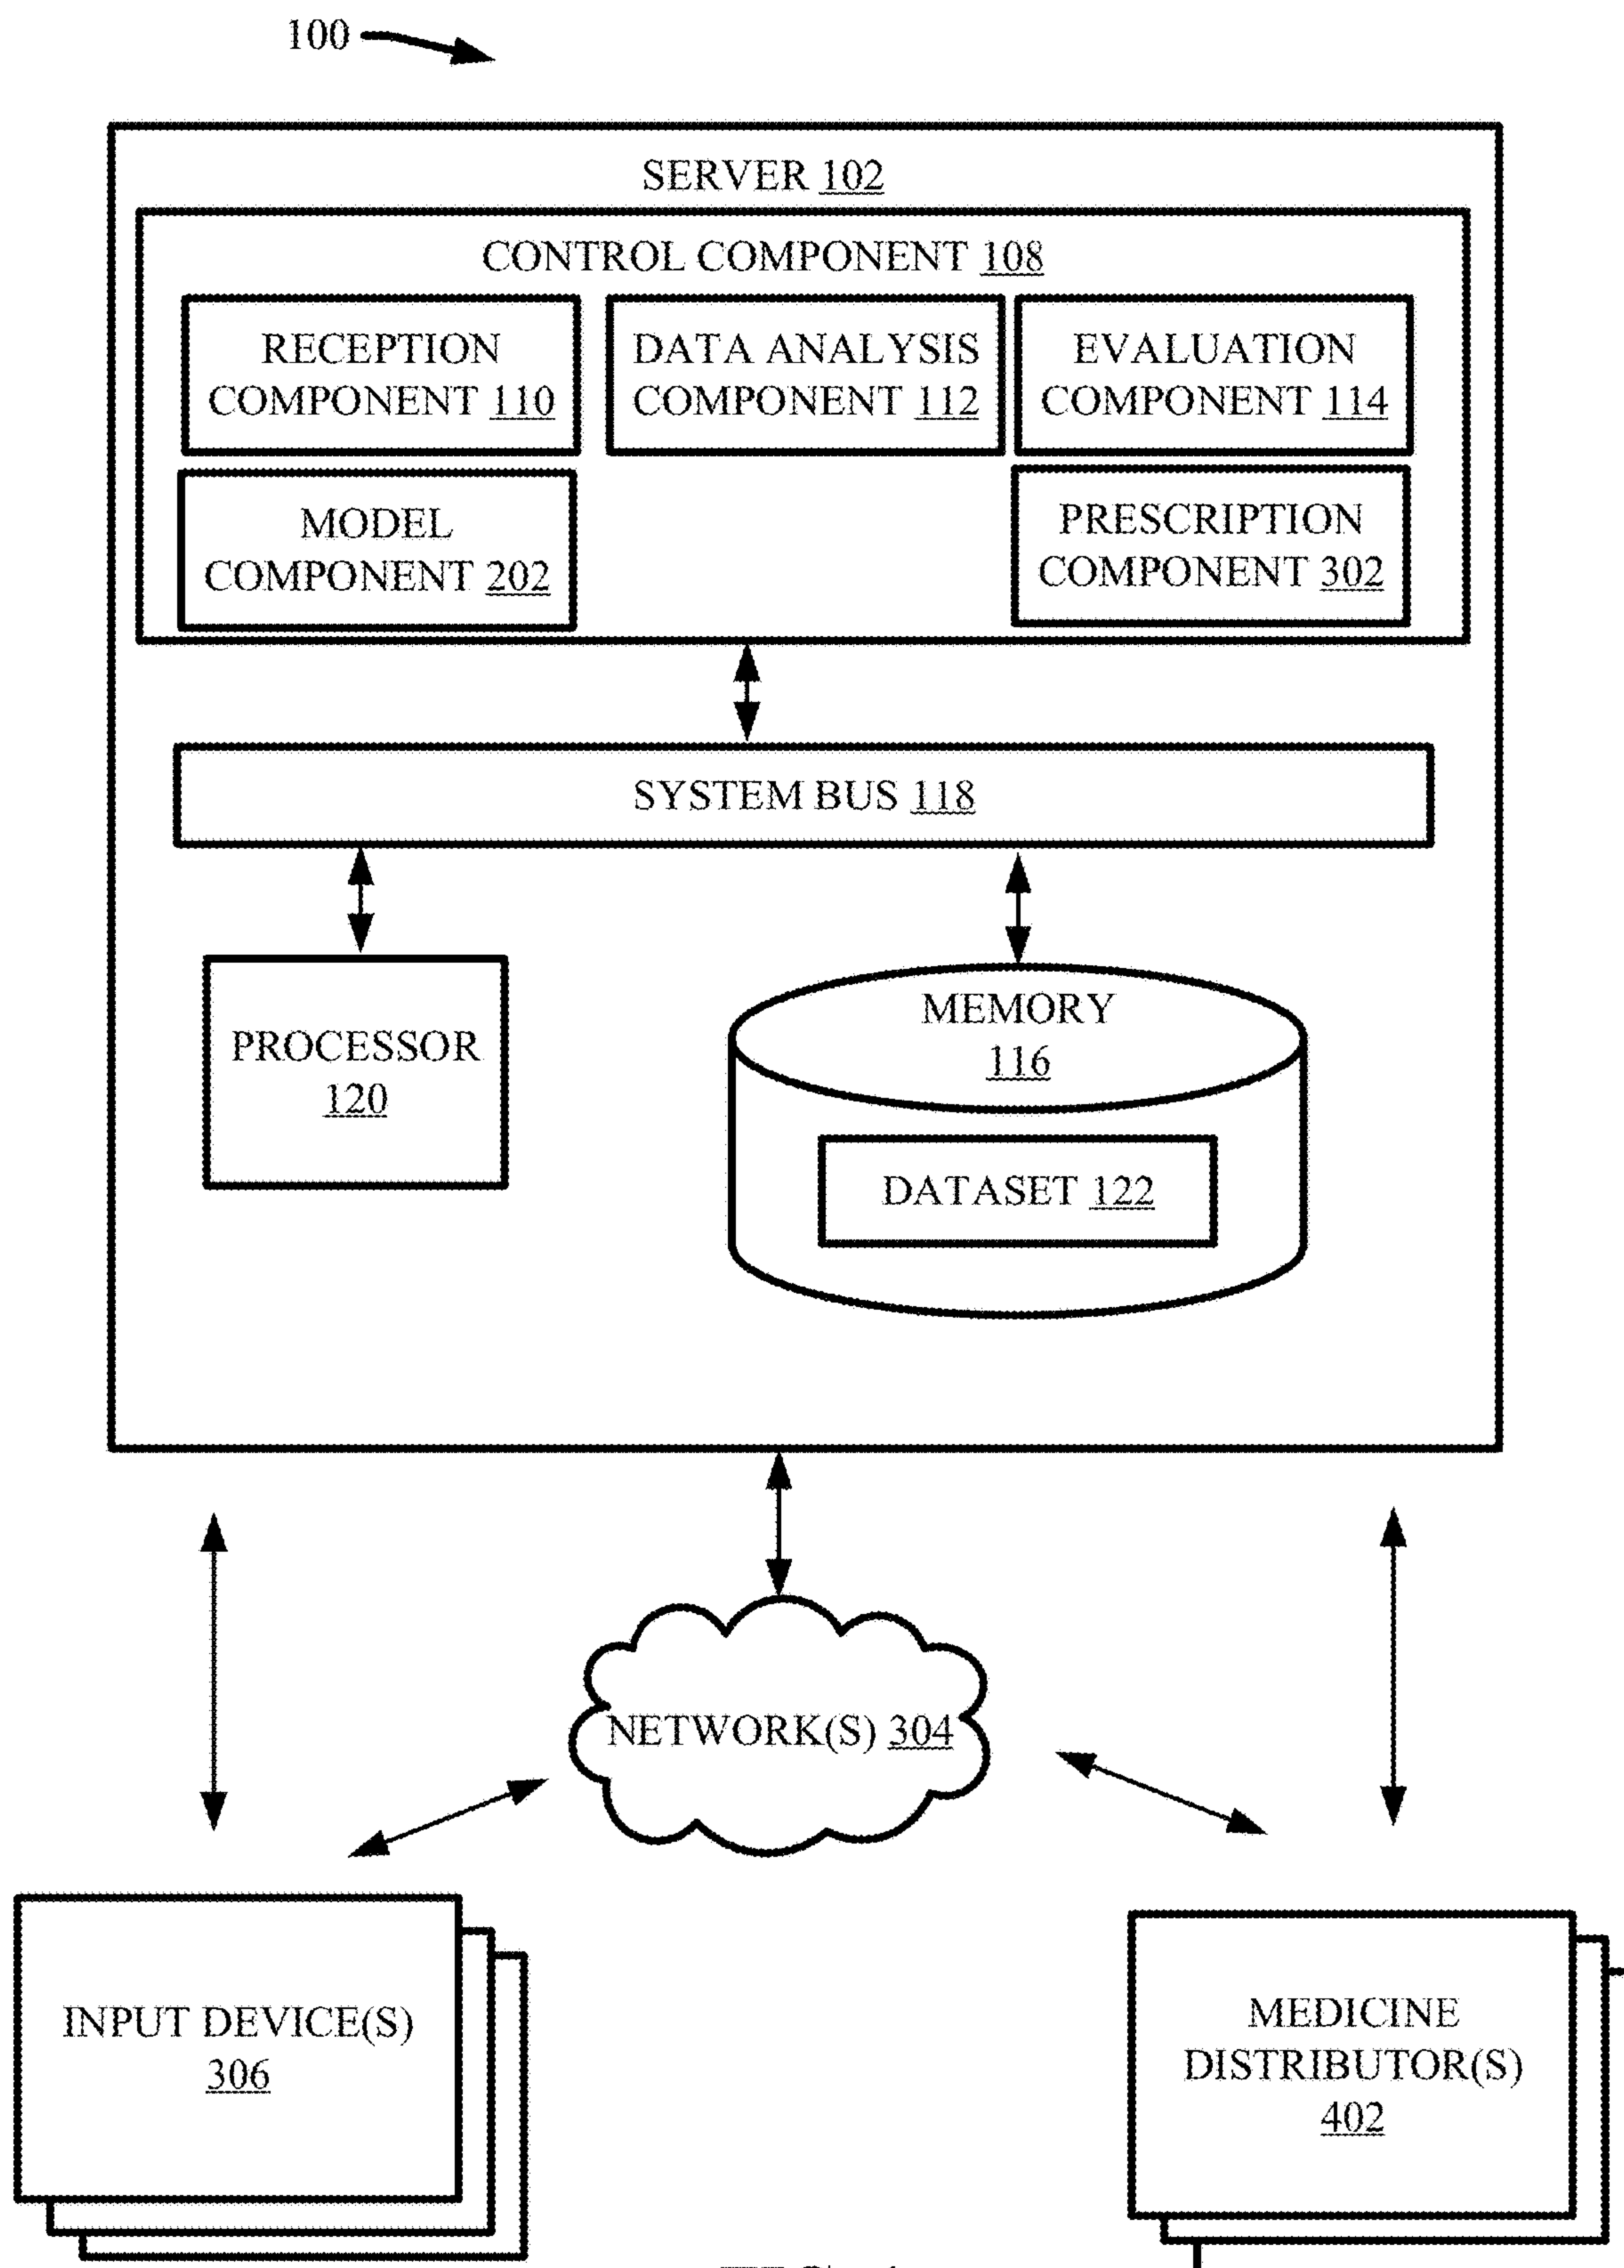 100
SERVER 102
CONTROL COMPONENT 108
RECEPTION
COMPONENT 110
DATA ANALYSIS
COMPONENT 112
EVALUATION
COMPONENT 114
MODEL
COMPONENT 202
PRESCRIPTION
COMPONENT 302
SYSTEM BUS 118
PROCESSOR
120
MEMORY
116
DATASET 122
NETWORK(S) 304
INPUT DEVICE(S)
306
MEDICINE
DISTRIBUTOR(S)
402